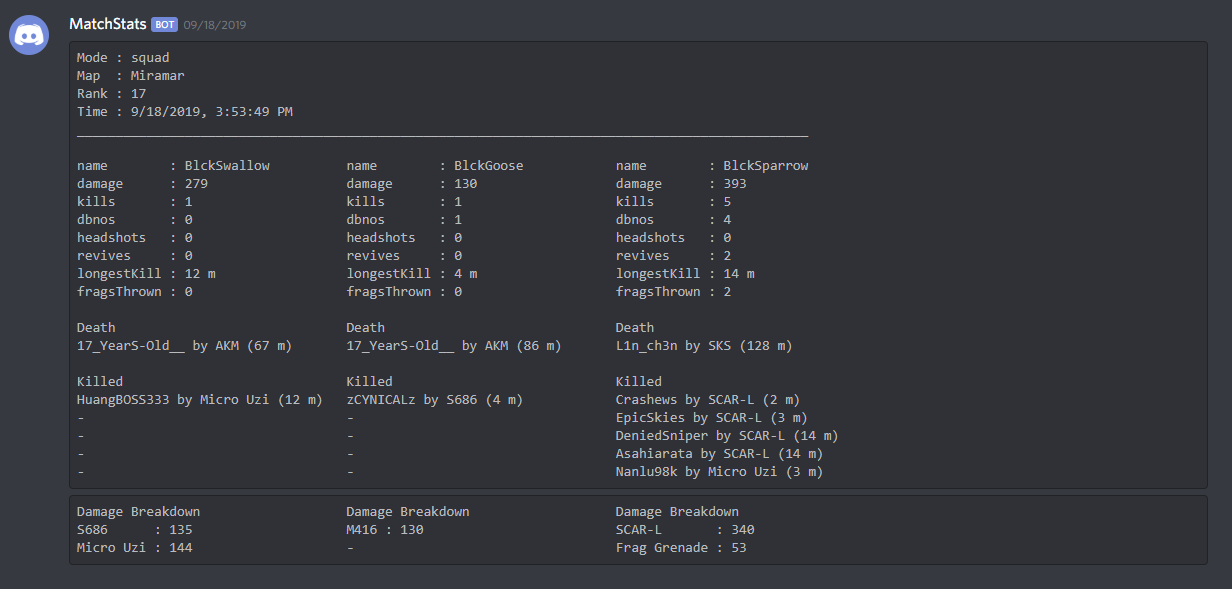 MatchStats BOT 09/18/2019
Mode : squad
Map  : Miramar
Rank : 17
Time : 9/18/2019, 3:53:49 PM
name        : BlckSwallow          name        : BlckGoose            name        : BlckSparrow
damage      : 279                  damage      : 130                  damage      : 393
kills       : 1                    kills       : 1                    kills       : 5
dbnos       : 0                    dbnos       : 1                    dbnos       : 4
headshots   : 0                    headshots   : 0                    headshots   : 0
revives     : 0                    revives     : 0                    revives     : 2
longestKill : 12 m                 longestKill : 4 m                  longestKill : 14 m
fragsThrown : 0                    fragsThrown : 0                    fragsThrown : 2
Death                              Death                              Death
17_YearS-Old__ by AKM (67 m)       17_YearS-Old__ by AKM (86 m)       L1n_ch3n by SKS (128 m)
Killed                             Killed                             Killed
HuangBOSS333 by Micro Uzi (12 m)   zCYNICALz by S686 (4 m)            Crashews by SCAR-L (2 m)
-                                  -                                  EpicSkies by SCAR-L (3 m)
-                                  -                                  DeniedSniper by SCAR-L (14 m)
-                                  -                                  Asahiarata by SCAR-L (14 m)
-                                  -                                  Nanlu98k by Micro Uzi (3 m)
Damage Breakdown                   Damage Breakdown                   Damage Breakdown
S686      : 135                    M416 : 130                         SCAR-L       : 340
Micro Uzi : 144                    -                                  Frag Grenade : 53